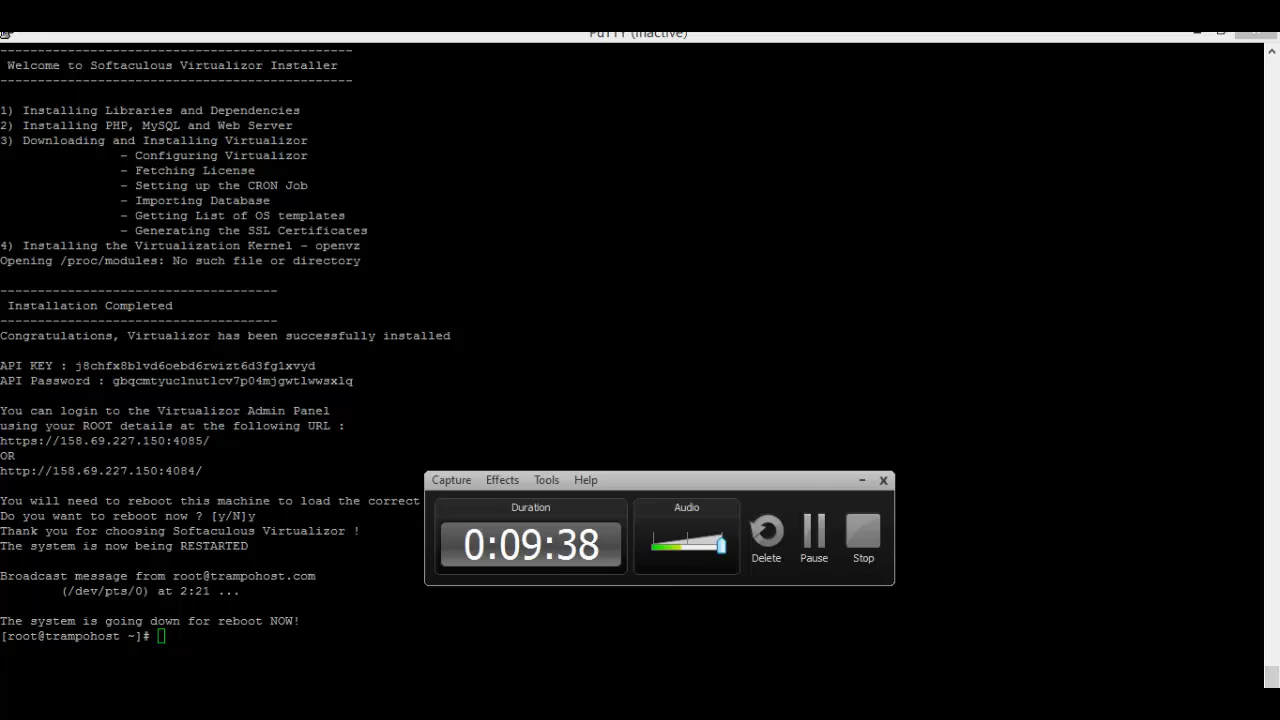 PuTTY (inactive)
-----------------------------------------------
Welcome to Softaculous Virtualizor Installer
-----------------------------------------------
1) Installing Libraries and Dependencies
2) Installing PHP, MySQL and Web Server
3) Downloading and Installing Virtualizor
- Configuring Virtualizor
- Fetching License
- Setting up the CRON Job
- Importing Database
- Getting List of OS templates
- Generating the SSL Certificates
4) Installing the Virtualization Kernel - openvz
Opening /proc/modules: No such file or directory
-------------------------------------
Installation Completed
-------------------------------------
Congratulations, Virtualizor has been successfully installed
API KEY : j8chfx8blvd6oebd6rwizt6d3fg1xvyd
API Password : gbqcmtyuclnutlcv7p04mjgwtlwwsxlq
You can login to the Virtualizor Admin Panel
using your ROOT details at the following URL :
https://158.69.227.150:4085/
OR
http://158.69.227.150:4084/
You will need to reboot this machine to load the correct
Do you want to reboot now ? [y/N]y
Thank you for choosing Softaculous Virtualizor !
The system is now being RESTARTED
Broadcast message from root@trampohost.com
(/dev/pts/0) at 2:21 ...
The system is going down for reboot NOW!
[root@trampohost ~]#
Capture Effects Tools Help
Duration
Audio
0:09:38
Delete Pause Stop